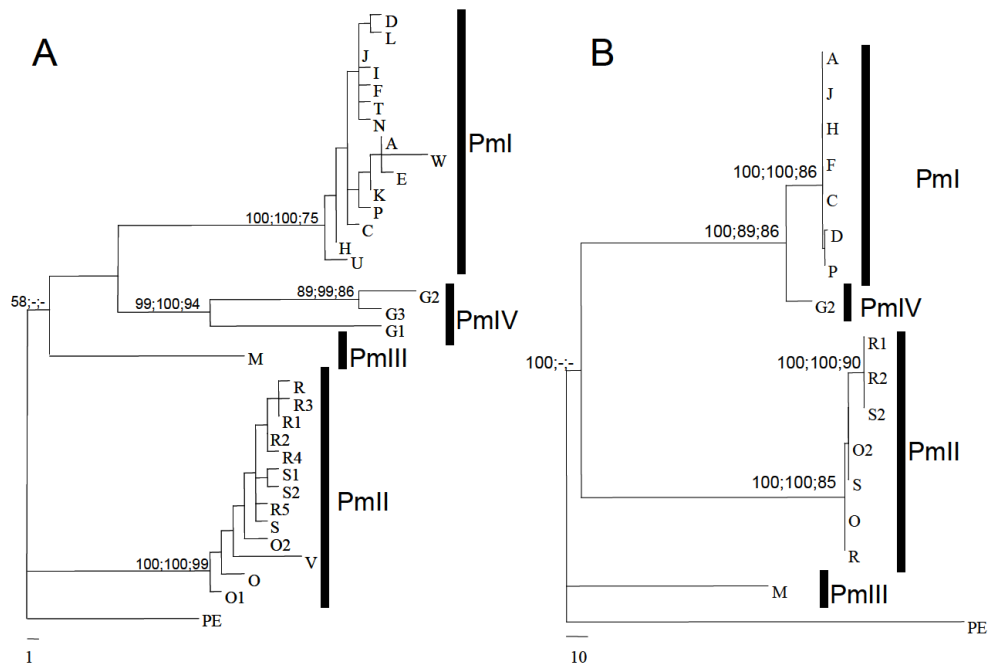 A
D
L
J
I
F
T
N
A
W
E
K
P
C
H
U
100;100;75
PmI
58;-;-
99;100;94
89;99;86
G2
G3
G1
PmIV
M
PmIII
R
R3
R1
R2
R4
S1
S2
R5
S
O2
V
O
O1
100;100;99
PmII
PE
1
B
A
J
H
F
C
D
P
100;100;86
PmI
100;89;86
G2
PmIV
100;-;-
R1
R2
S2
100;100;90
O2
S
O
R
100;100;85
PmII
M
PmIII
PE
10